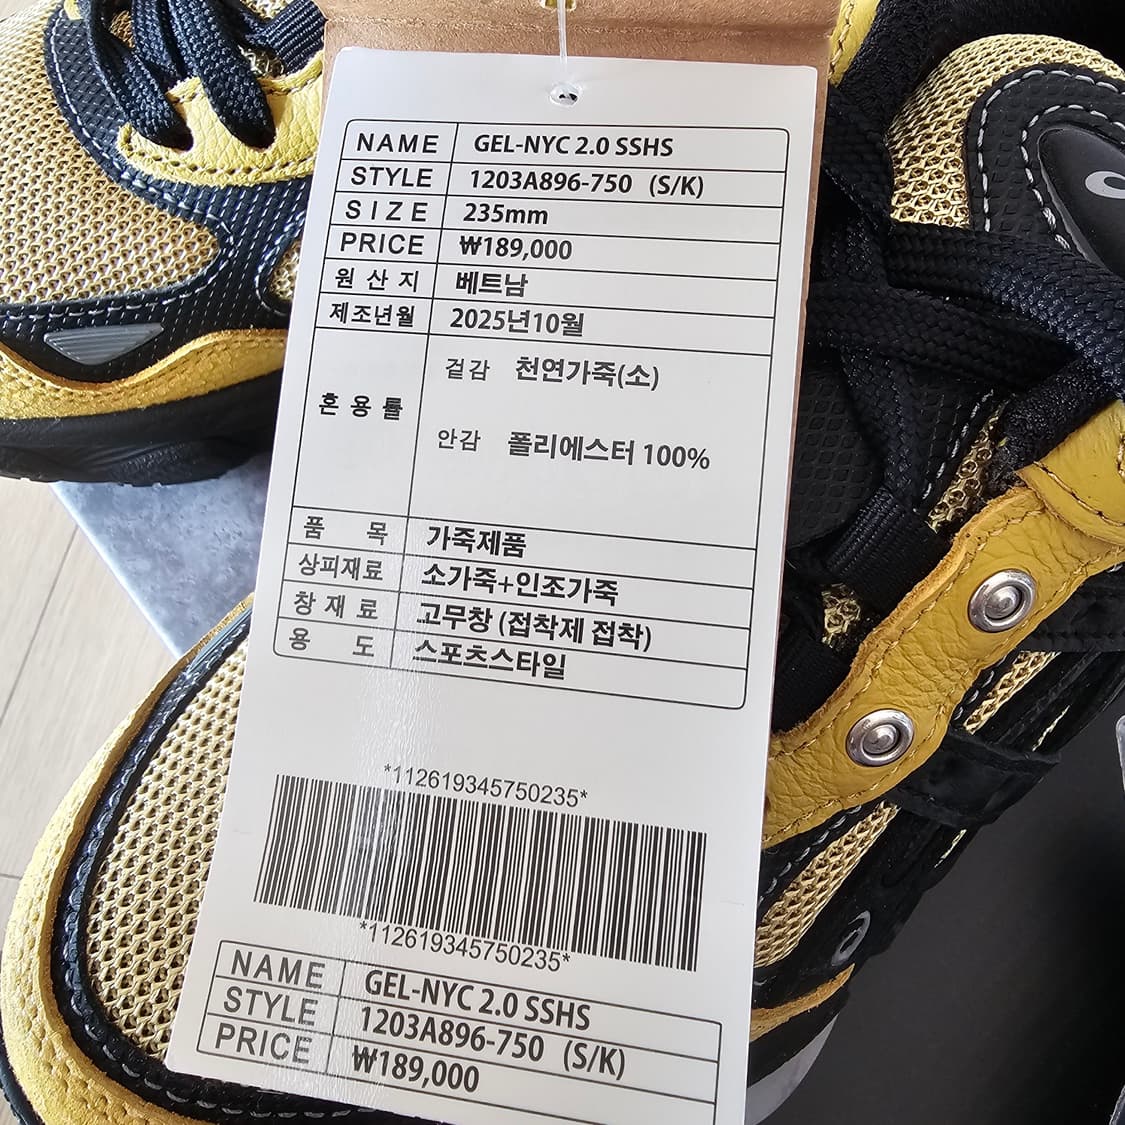 NAME GEL-NYC 2.0 SSHS
STYLE 1203A896-750 (S/K)
SIZE 235mm
PRICE ₩189,000
원산지 베트남
제조년월 2025년10월
혼용률 겉감 천연가죽(소)
안감 폴리에스터 100%
품목 가죽제품
상피재료 소가죽+인조가죽
창재료 고무창 (접착제 접착)
용도 스포츠스타일
*112619345750235*
*112619345750235*
NAME GEL-NYC 2.0 SSHS
STYLE 1203A896-750 (S/K)
PRICE ₩189,000